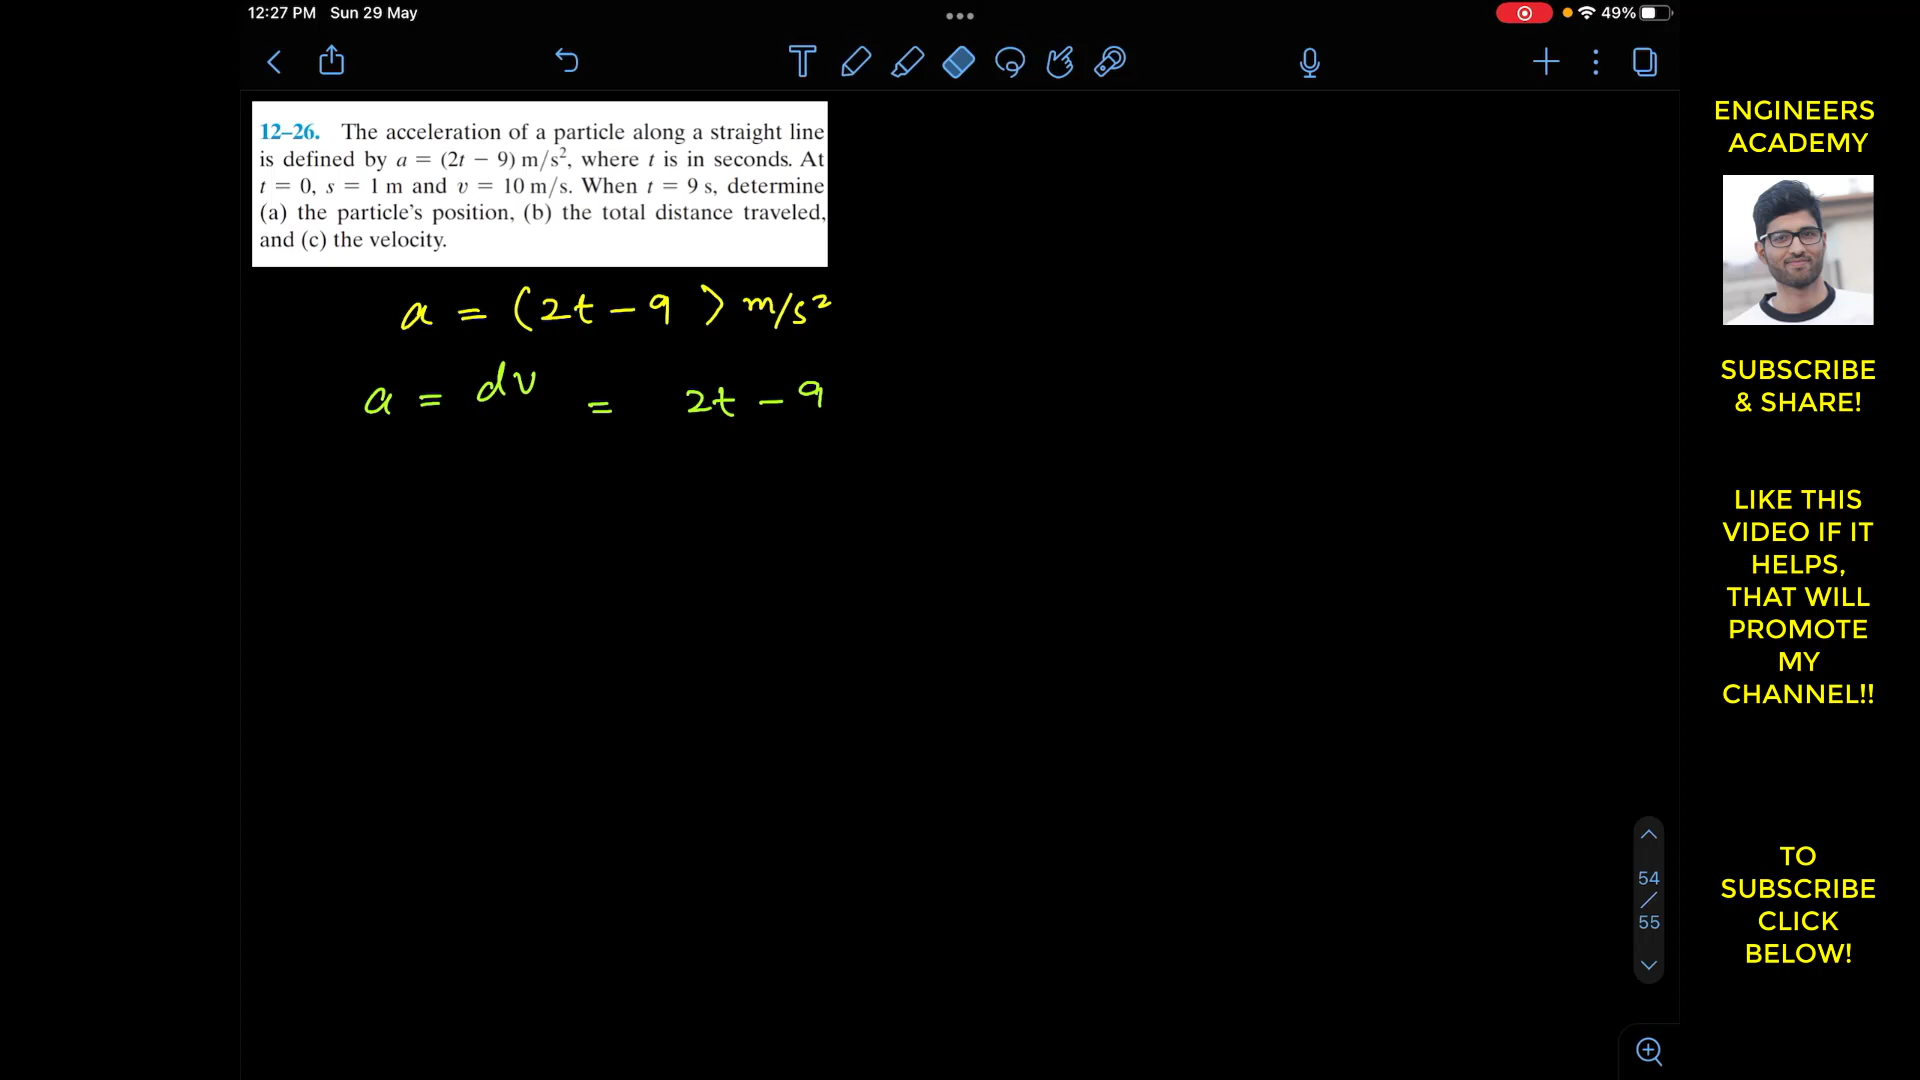 12:27 PM Sun 29 May
49%
12–26. The acceleration of a particle along a straight line
is defined by a = (2t − 9) m/s², where t is in seconds. At
t = 0, s = 1 m and v = 10 m/s. When t = 9 s, determine
(a) the particle's position, (b) the total distance traveled,
and (c) the velocity.
a = (2t − 9) m/s²
a = dv = 2t − 9
54
/
55
ENGINEERS
ACADEMY
SUBSCRIBE
& SHARE!
LIKE THIS
VIDEO IF IT
HELPS,
THAT WILL
PROMOTE
MY
CHANNEL!!
TO
SUBSCRIBE
CLICK
BELOW!